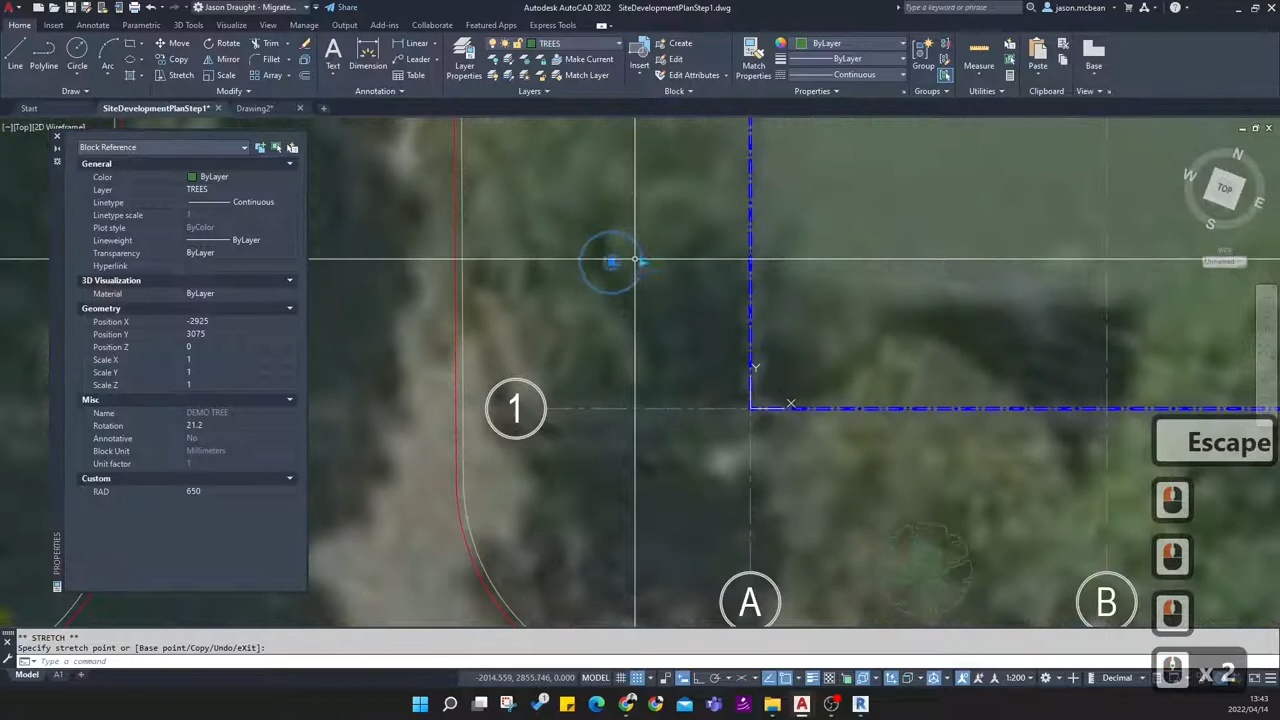 Jason Draught - Migrate... Share Autodesk AutoCAD 2022 SiteDevelopmentPlanStep1.dwg Type a keyword or phrase jason.mcbean
Home Insert Annotate Parametric 3D Tools Visualize View Manage Output Add-ins Collaborate Featured Apps Express Tools
Line Polyline Circle Arc Move Rotate Trim
Copy Mirror Fillet
Stretch Scale Array
Text Dimension Linear
Leader
Table
Layer Properties TREES
Make Current
Match Layer
Insert Create
Edit
Edit Attributes
Match Properties ByLayer
ByLayer
Continuous
Group Measure Paste Base
Draw Modify Annotation Layers Block Properties Groups Utilities Clipboard View
Start SiteDevelopmentPlanStep1* Drawing2*
[−][Top][2D Wireframe]
Block Reference
General
Color ByLayer
Layer TREES
Linetype Continuous
Linetype scale 1
Plot style ByColor
Lineweight ByLayer
Transparency ByLayer
Hyperlink
3D Visualization
Material ByLayer
Geometry
Position X -2925
Position Y 3075
Position Z 0
Scale X 1
Scale Y 1
Scale Z 1
Misc
Name DEMO TREE
Rotation 21.2
Annotative No
Block Unit Millimeters
Unit factor 1
Custom
RAD 650
PROPERTIES
N
W TOP E
S
Unnamed
Y
X
1
A
B
Escape
x 2
** STRETCH **
Specify stretch point or [Base point/Copy/Undo/eXit]:
Type a command
Model A1 -2014.559, 2855.746, 0.000 MODEL 1:200 Decimal
13:43
2022/04/14